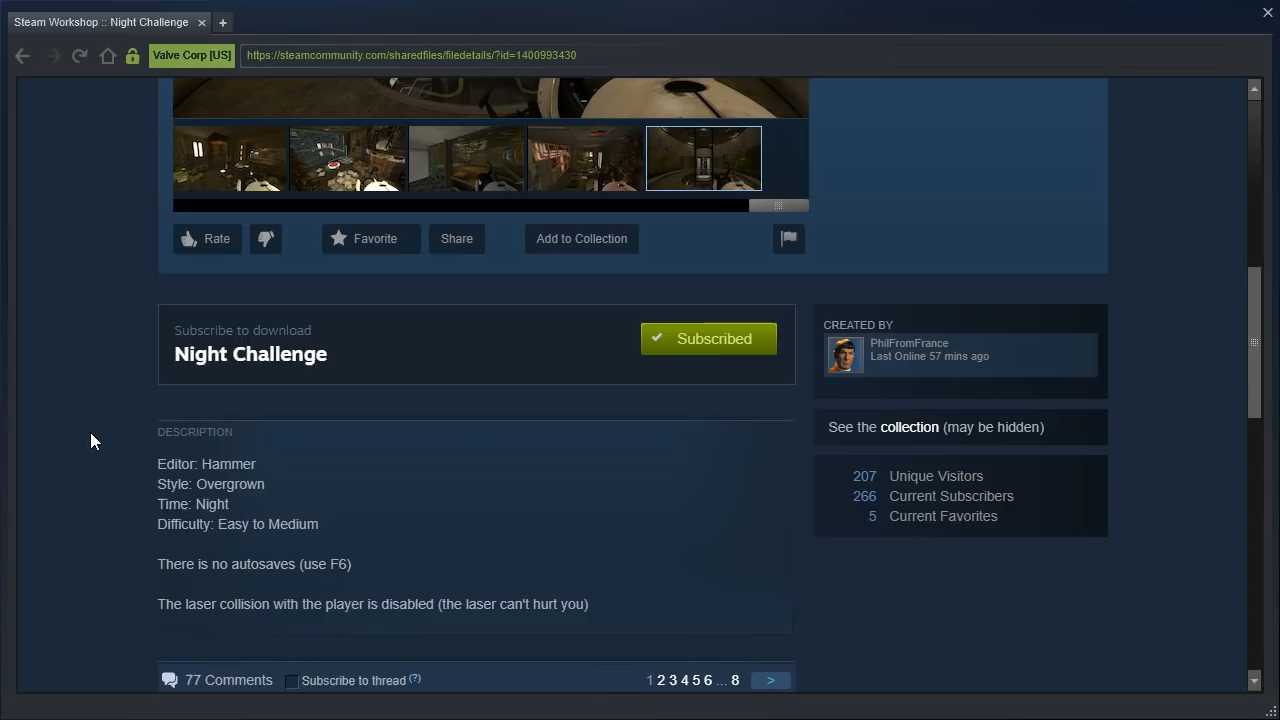 Steam Workshop :: Night Challenge
Valve Corp [US]
https://steamcommunity.com/sharedfiles/filedetails/?id=1400993430
Rate
Favorite
Share
Add to Collection
Subscribe to download
Night Challenge
Subscribed
CREATED BY
PhilFromFrance
Last Online 57 mins ago
See the collection (may be hidden)
207 Unique Visitors
266 Current Subscribers
5 Current Favorites
DESCRIPTION
Editor: Hammer
Style: Overgrown
Time: Night
Difficulty: Easy to Medium
There is no autosaves (use F6)
The laser collision with the player is disabled (the laser can't hurt you)
77 Comments
Subscribe to thread (?)
1 2 3 4 5 6 ... 8 >